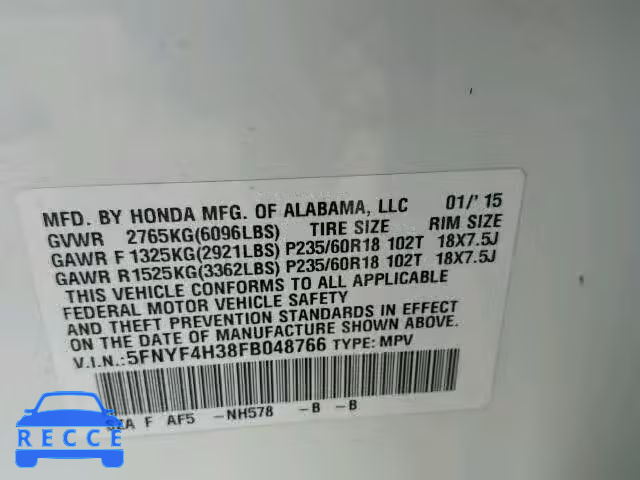 MFD. BY HONDA MFG. OF ALABAMA, LLC 01/' 15
GVWR 2765KG(6096LBS) TIRE SIZE RIM SIZE
GAWR F 1325KG(2921LBS) P235/60R18 102T 18X7.5J
GAWR R1525KG(3362LBS) P235/60R18 102T 18X7.5J
THIS VEHICLE CONFORMS TO ALL APPLICABLE
FEDERAL MOTOR VEHICLE SAFETY
AND THEFT PREVENTION STANDARDS IN EFFECT
ON THE DATE OF MANUFACTURE SHOWN ABOVE.
V.I.N.:5FNYF4H38FB048766 TYPE: MPV
SZA F AF5 -NH578 -B -B
RECCE